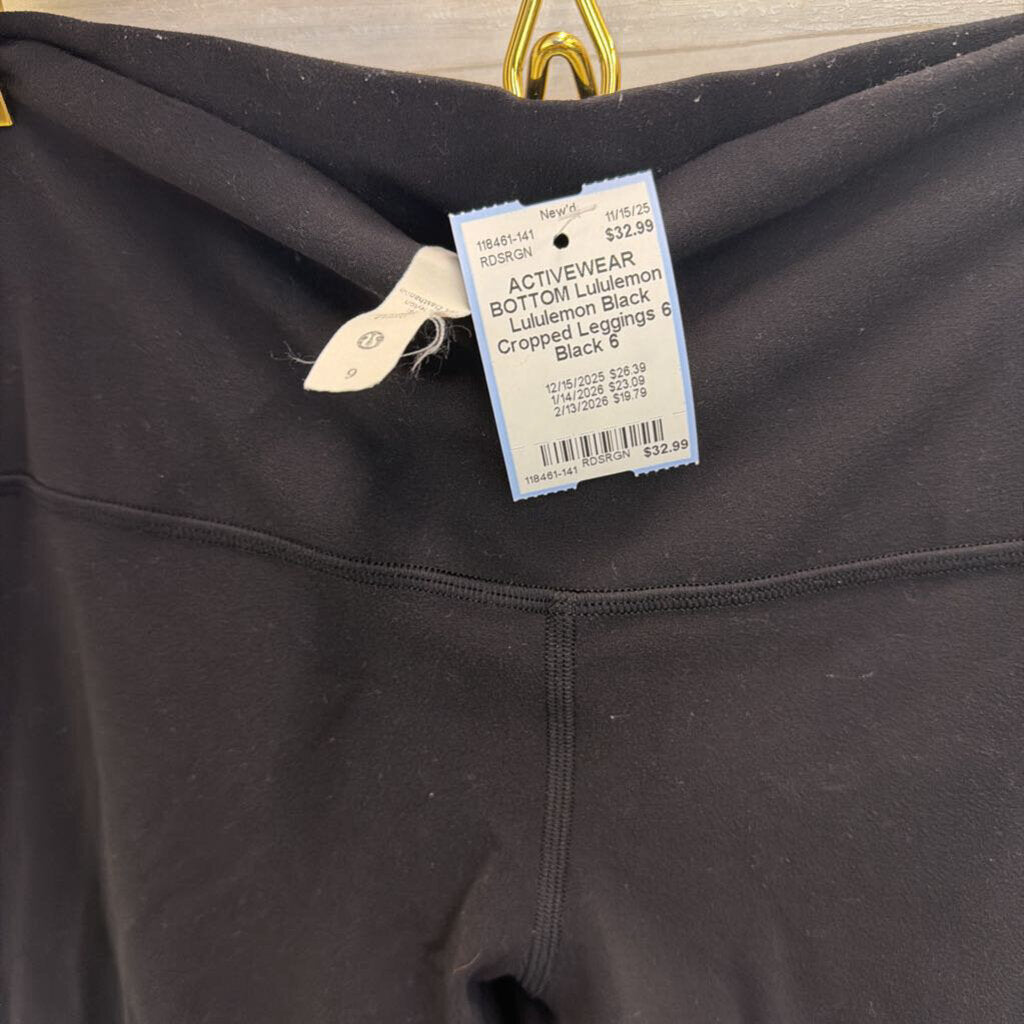 New'd
11/15/25
118461-141
$32.99
RDSRGN
ACTIVEWEAR
BOTTOM Lululemon
Lululemon Black
Cropped Leggings 6
Black 6
12/15/2025 $26.39
1/14/2026 $23.09
2/13/2026 $19.79
118461-141 RDSRGN $32.99
6